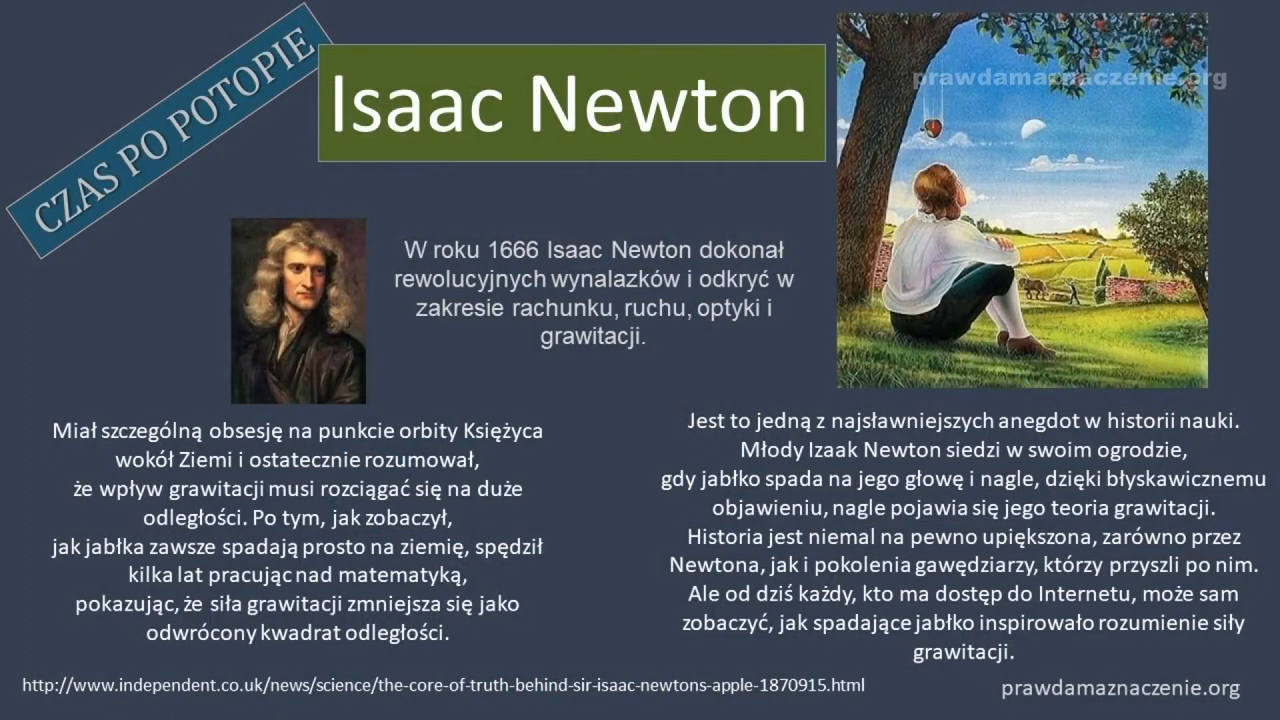 CZAS PO POTOPIE
Isaac Newton
prawdamaznaczenie.org
W roku 1666 Isaac Newton dokonał
rewolucyjnych wynalazków i odkryć w
zakresie rachunku, ruchu, optyki i
grawitacji.
Miał szczególną obsesję na punkcie orbity Księżyca
wokół Ziemi i ostatecznie rozumował,
że wpływ grawitacji musi rozciągać się na duże
odległości. Po tym, jak zobaczył,
jak jabłka zawsze spadają prosto na ziemię, spędził
kilka lat pracując nad matematyką,
pokazując, że siła grawitacji zmniejsza się jako
odwrócony kwadrat odległości.
Jest to jedną z najsławniejszych anegdot w historii nauki.
Młody Izaak Newton siedzi w swoim ogrodzie,
gdy jabłko spada na jego głowę i nagle, dzięki błyskawicznemu
objawieniu, nagle pojawia się jego teoria grawitacji.
Historia jest niemal na pewno upiększona, zarówno przez
Newtona, jak i pokolenia gawędziarzy, którzy przyszli po nim.
Ale od dziś każdy, kto ma dostęp do Internetu, może sam
zobaczyć, jak spadające jabłko inspirowało rozumienie siły
grawitacji.
http://www.independent.co.uk/news/science/the-core-of-truth-behind-sir-isaac-newtons-apple-1870915.html
prawdamaznaczenie.org